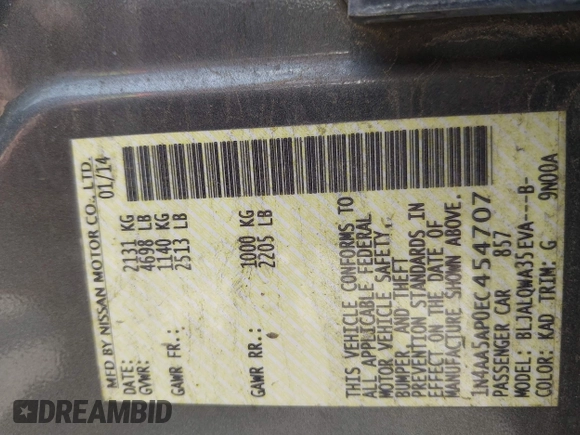 MFD BY NISSAN MOTOR CO., LTD.
DATE: 01/14
GVWR: 2131 KG
4698 LB
GAWR FR.: 1140 KG
2513 LB
GAWR RR.: 1000 KG
2205 LB
THIS VEHICLE CONFORMS TO
ALL APPLICABLE FEDERAL
MOTOR VEHICLE SAFETY,
BUMPER, AND THEFT
PREVENTION STANDARDS IN
EFFECT ON THE DATE OF
MANUFACTURE SHOWN ABOVE.
1N4AA5AP0EC454707
PASSENGER CAR 857
MODEL: BLJALQWA35EVA---B-
COLOR: KAD TRIM: G 9N00A
DREAMBID